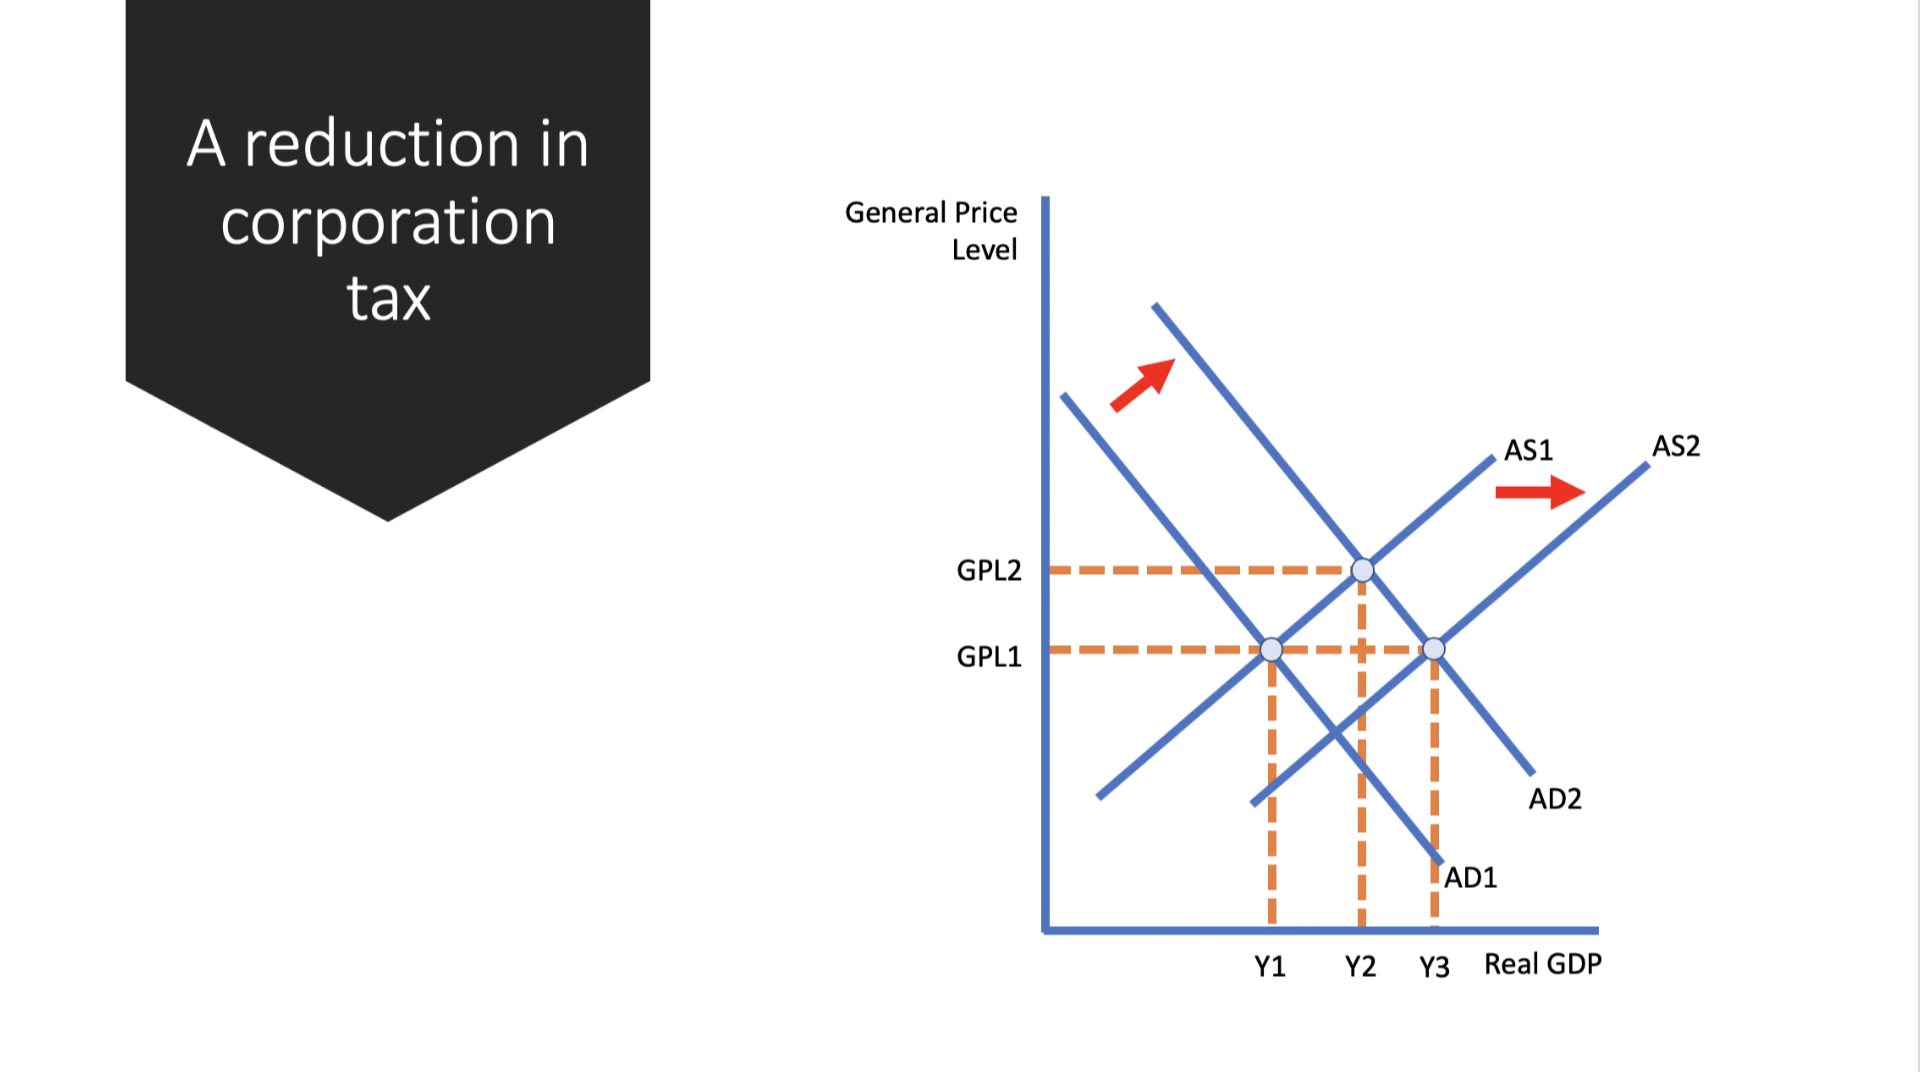 A reduction in
corporation
tax
General Price
Level
AS1
AS2
GPL2
GPL1
AD2
AD1
Y1
Y2
Y3
Real GDP